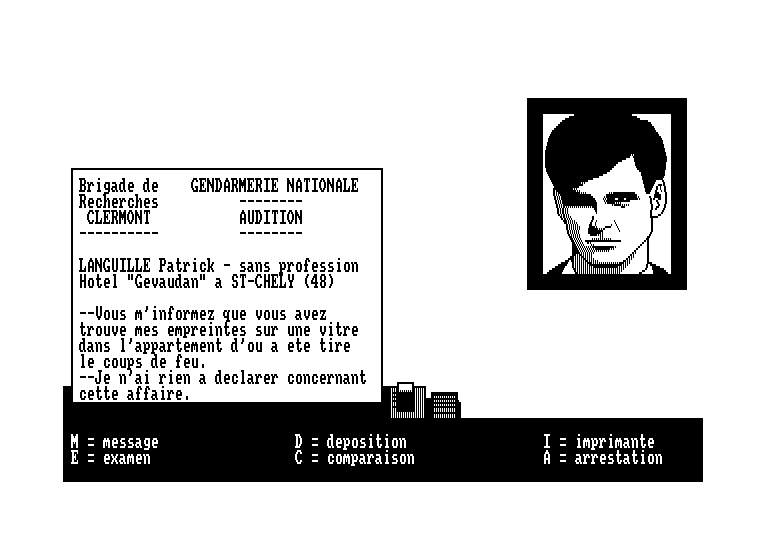 Brigade de    GENDARMERIE NATIONALE
Recherches          --------
 CLERMONT           AUDITION
----------          --------
LANGUILLE Patrick - sans profession
Hotel "Gevaudan" a ST-CHELY (48)
--Vous m'informez que vous avez
trouve mes empreintes sur une vitre
dans l'appartement d'ou a ete tire
le coups de feu.
--Je n'ai rien a declarer concernant
cette affaire.
M = message                 D = deposition                 I = imprimante
E = examen                  C = comparaison                A = arrestation